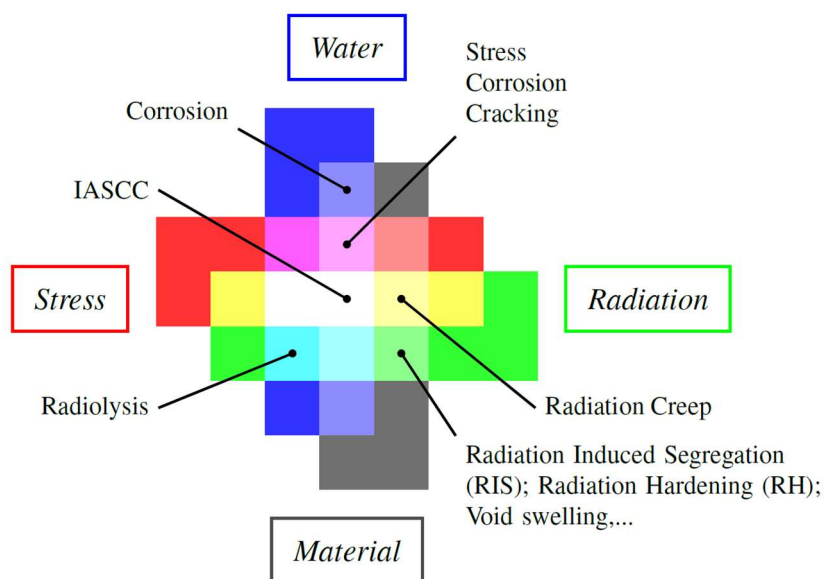 Water
Stress
Corrosion
Cracking
Corrosion
IASCC
Stress
Radiation
Radiolysis
Radiation Creep
Radiation Induced Segregation
(RIS); Radiation Hardening (RH);
Void swelling,...
Material